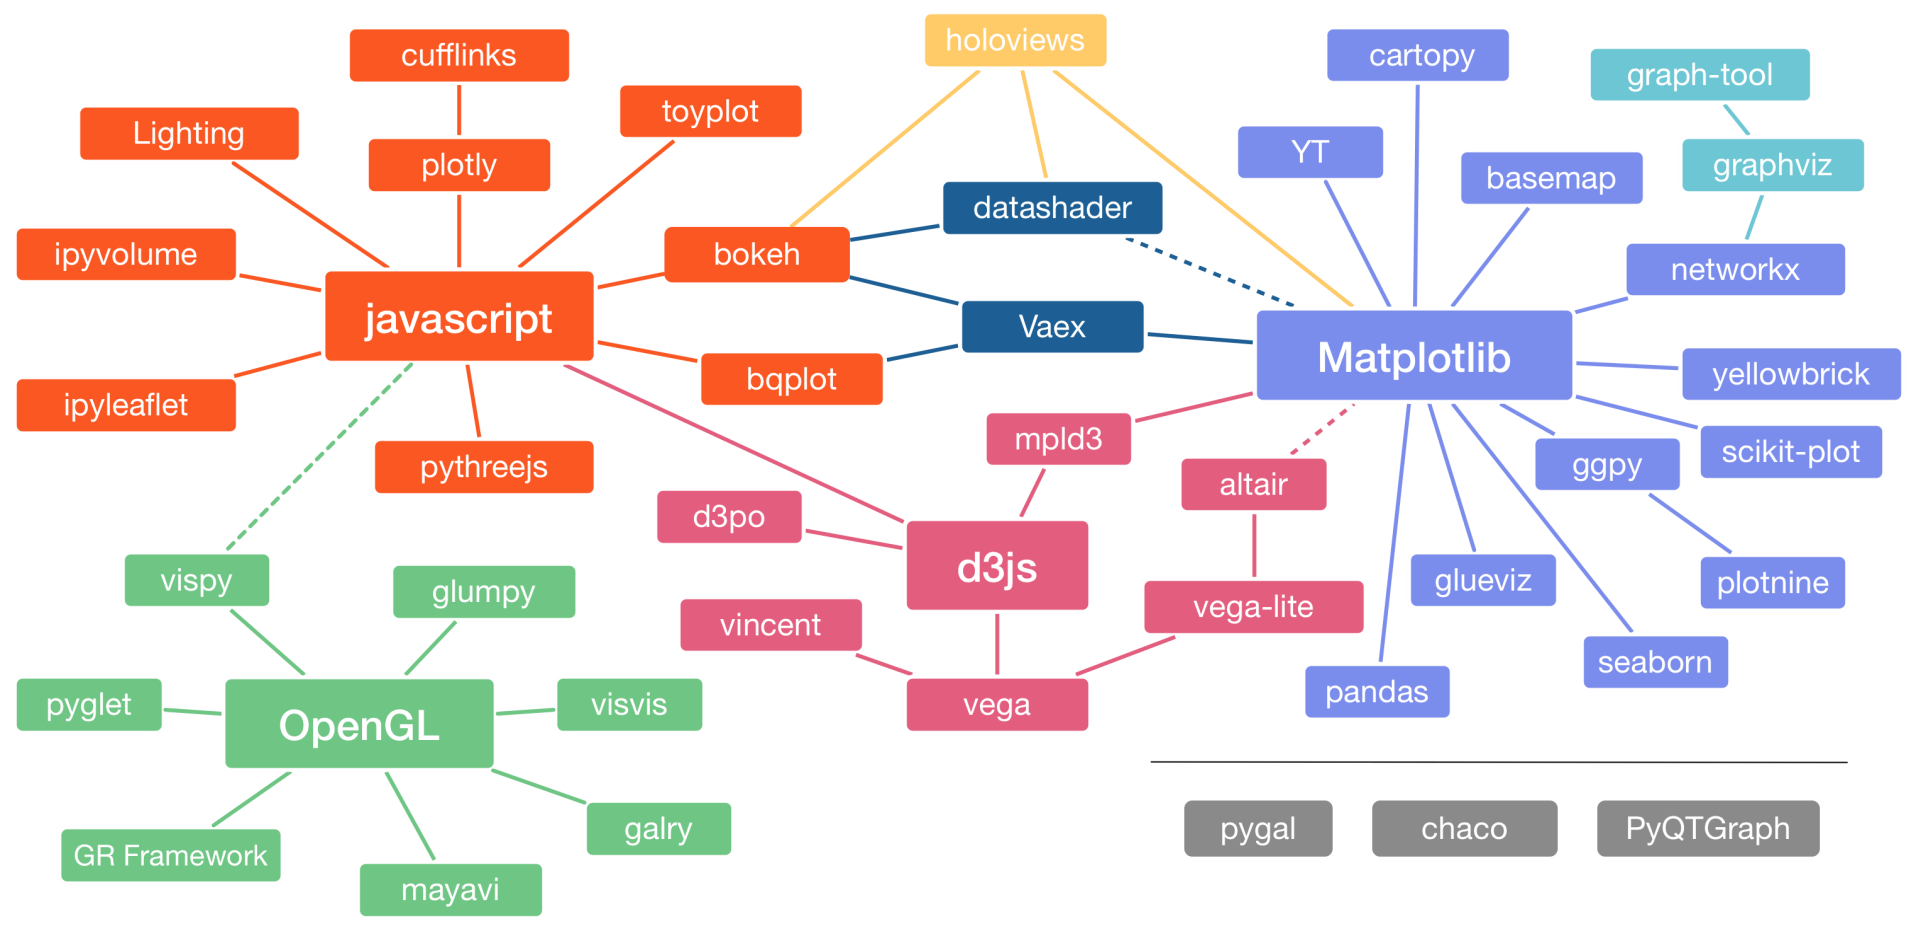 holoviews
cufflinks
cartopy
graph-tool
toyplot
Lighting
YT
plotly
graphviz
basemap
datashader
ipyvolume
bokeh
networkx
javascript
Vaex
Matplotlib
yellowbrick
bqplot
ipyleaflet
mpld3
scikit-plot
ggpy
pythreejs
altair
d3po
d3js
vispy
glueviz
plotnine
glumpy
vega-lite
vincent
seaborn
pandas
pyglet
visvis
vega
OpenGL
galry
pygal
chaco
PyQTGraph
GR Framework
mayavi